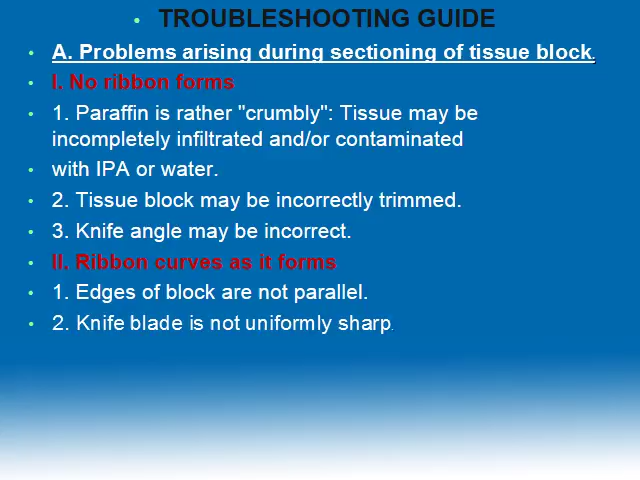 • TROUBLESHOOTING GUIDE
• A. Problems arising during sectioning of tissue block.
• I. No ribbon forms
• 1. Paraffin is rather "crumbly": Tissue may be
incompletely infiltrated and/or contaminated
• with IPA or water.
• 2. Tissue block may be incorrectly trimmed.
• 3. Knife angle may be incorrect.
• II. Ribbon curves as it forms
• 1. Edges of block are not parallel.
• 2. Knife blade is not uniformly sharp.